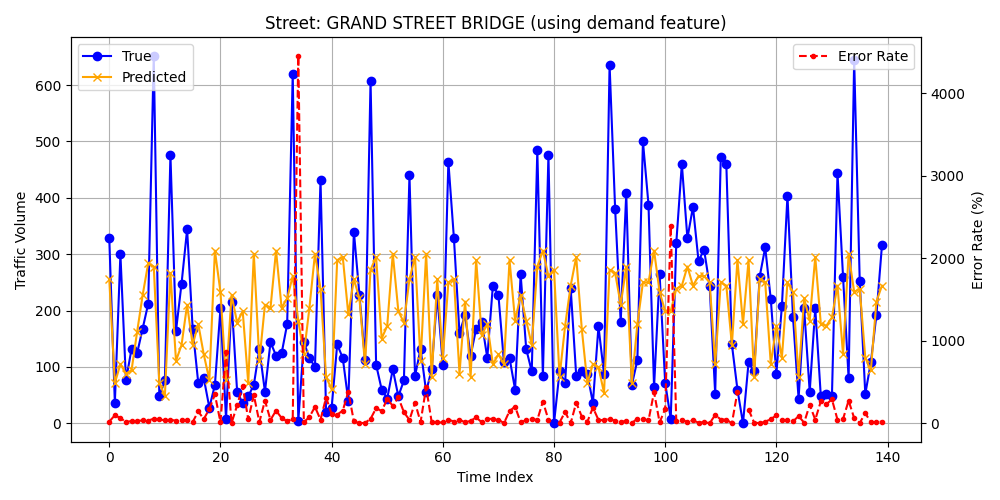 Street: GRAND STREET BRIDGE (using demand feature)
True
Predicted
Error Rate
Traffic Volume
0
100
200
300
400
500
600
Error Rate (%)
0
1000
2000
3000
4000
0
20
40
60
80
100
120
140
Time Index